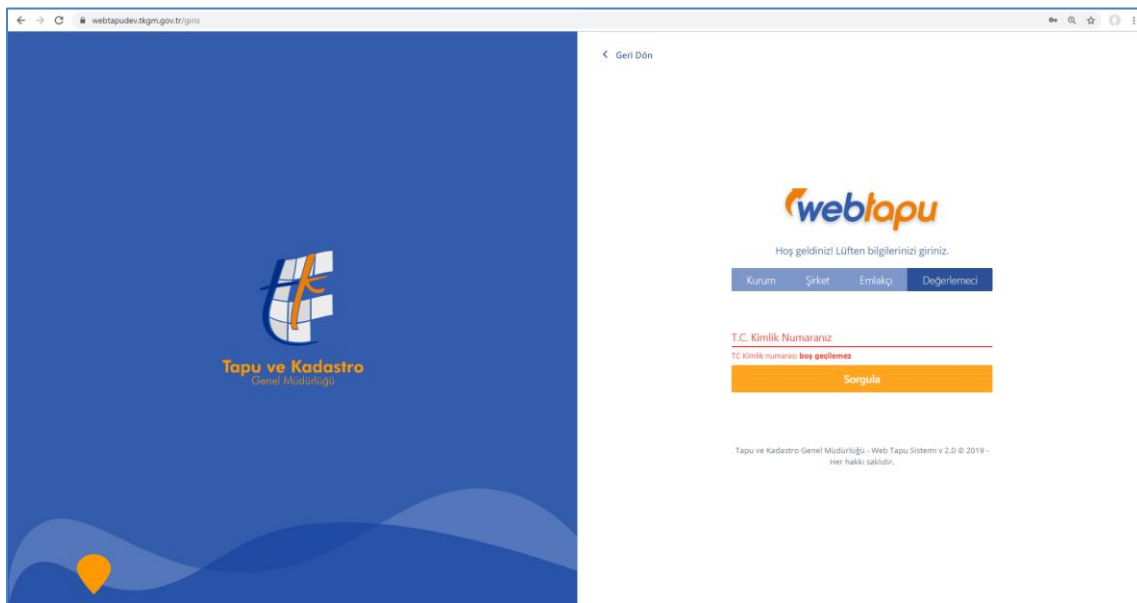 webtapudev.tkgm.gov.tr/giris
Geri Dön
webtapu
Hoş geldiniz! Lüften bilgilerinizi giriniz.
Kurum Şirket Emlakçı Değerlemeci
T.C. Kimlik Numaranız
TC Kimlik numarası boş geçilemez
Sorgula
Tapu ve Kadastro Genel Müdürlüğü - Web Tapu Sistemi v 2.0 © 2019 -
Her hakkı saklıdır.
tk
Tapu ve Kadastro
Genel Müdürlüğü